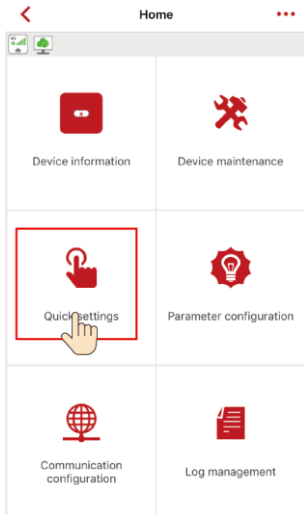 Home
Device information
Device maintenance
Quick settings
Parameter configuration
Communication
configuration
Log management